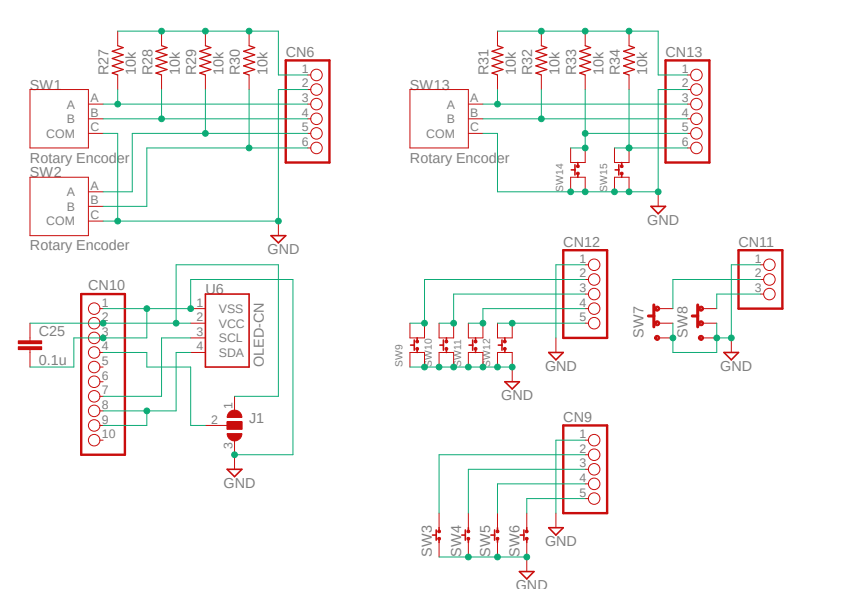 R27 10k R28 10k R29 10k R30 10k CN6
1
2
3
4
5
6
SW1
A A
B B
COM C
Rotary Encoder
SW2
A A
B B
COM C
Rotary Encoder
GND
R31 10k R32 10k R33 10k R34 10k CN13
1
2
3
4
5
6
SW13
A A
B B
COM C
Rotary Encoder
SW14 SW15
GND
CN10
1
2
3
4
5
6
7
8
9
10
C25
0.1u
U6
1 VSS
2 VCC
3 SCL
4 SDA
OLED-CN
1
2 J1
3
GND
CN12
1
2
3
4
5
SW9 SW10 SW11 SW12
GND
GND
CN11
1
2
3
SW7 SW8
GND
CN9
1
2
3
4
5
SW3 SW4 SW5 SW6
GND
GND